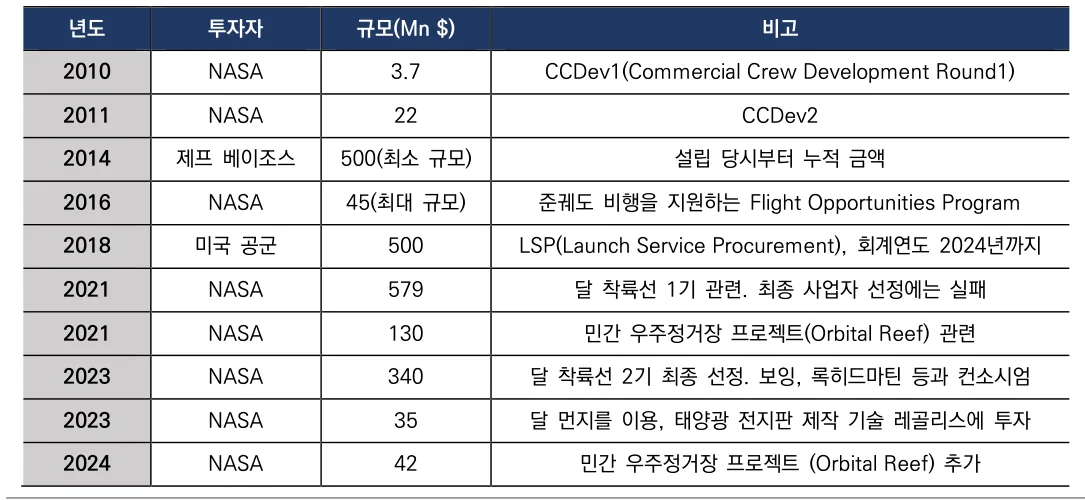 년도 투자자 규모(Mn $) 비고
2010 NASA 3.7 CCDev1(Commercial Crew Development Round1)
2011 NASA 22 CCDev2
2014 제프 베이조스 500(최소 규모) 설립 당시부터 누적 금액
2016 NASA 45(최대 규모) 준궤도 비행을 지원하는 Flight Opportunities Program
2018 미국 공군 500 LSP(Launch Service Procurement), 회계연도 2024년까지
2021 NASA 579 달 착륙선 1기 관련. 최종 사업자 선정에는 실패
2021 NASA 130 민간 우주정거장 프로젝트(Orbital Reef) 관련
2023 NASA 340 달 착륙선 2기 최종 선정. 보잉, 록히드마틴 등과 컨소시엄
2023 NASA 35 달 먼지를 이용, 태양광 전지판 제작 기술 레골리스에 투자
2024 NASA 42 민간 우주정거장 프로젝트 (Orbital Reef) 추가